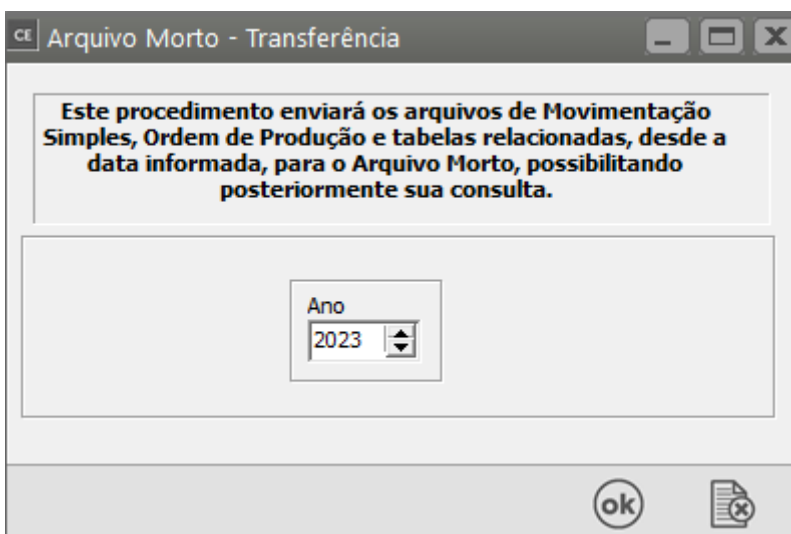 CE Arquivo Morto - Transferência
Este procedimento enviará os arquivos de Movimentação
Simples, Ordem de Produção e tabelas relacionadas, desde a
data informada, para o Arquivo Morto, possibilitando
posteriormente sua consulta.
Ano
2023
ok